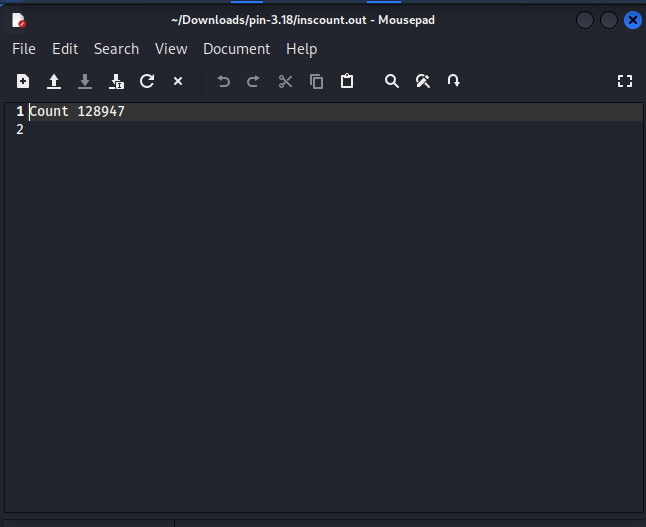 ~/Downloads/pin-3.18/inscount.out - Mousepad
File Edit Search View Document Help
1 Count 128947
2